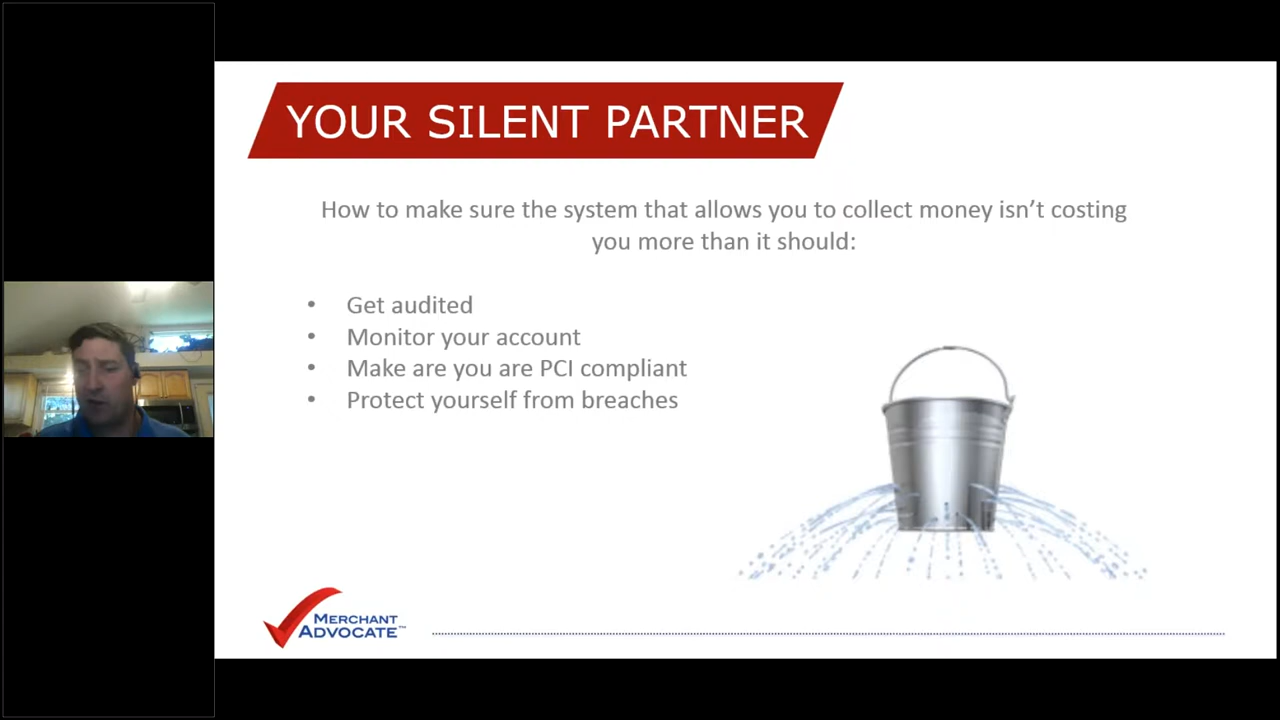 YOUR SILENT PARTNER
How to make sure the system that allows you to collect money isn’t costing
you more than it should:
• Get audited
• Monitor your account
• Make are you are PCI compliant
• Protect yourself from breaches
MERCHANT
ADVOCATE™